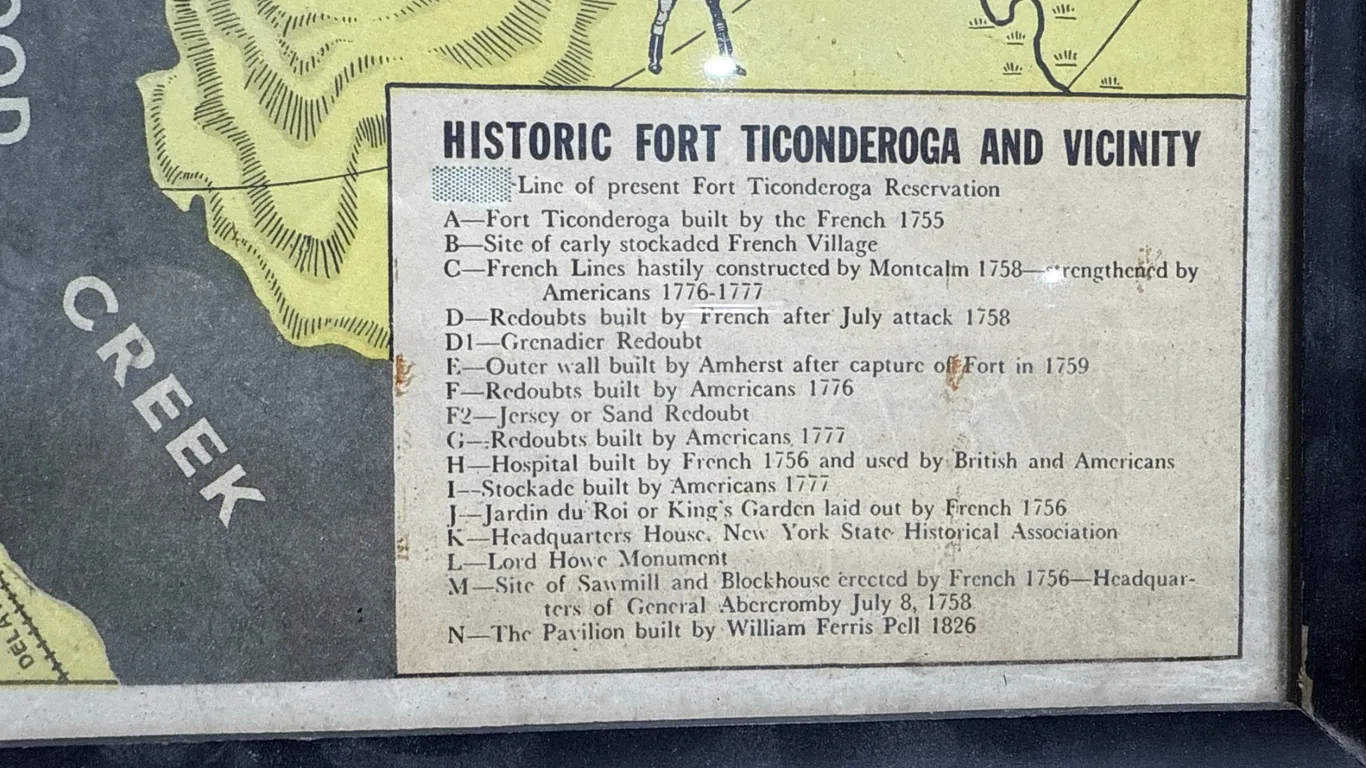 OOD
CREEK
DELA
HISTORIC FORT TICONDEROGA AND VICINITY
-Line of present Fort Ticonderoga Reservation
A—Fort Ticonderoga built by the French 1755
B—Site of early stockaded French Village
C—French Lines hastily constructed by Montcalm 1758—strengthened by
Americans 1776-1777
D—Redoubts built by French after July attack 1758
D1—Grenadier Redoubt
E—Outer wall built by Amherst after capture of Fort in 1759
F—Redoubts built by Americans 1776
F2—Jersey or Sand Redoubt
G—Redoubts built by Americans 1777
H—Hospital built by French 1756 and used by British and Americans
I—Stockade built by Americans 1777
J—Jardin du Roi or King's Garden laid out by French 1756
K—Headquarters House. New York State Historical Association
L—Lord Howe Monument
M—Site of Sawmill and Blockhouse erected by French 1756—Headquar-
ters of General Abercromby July 8, 1758
N—The Pavilion built by William Ferris Pell 1826